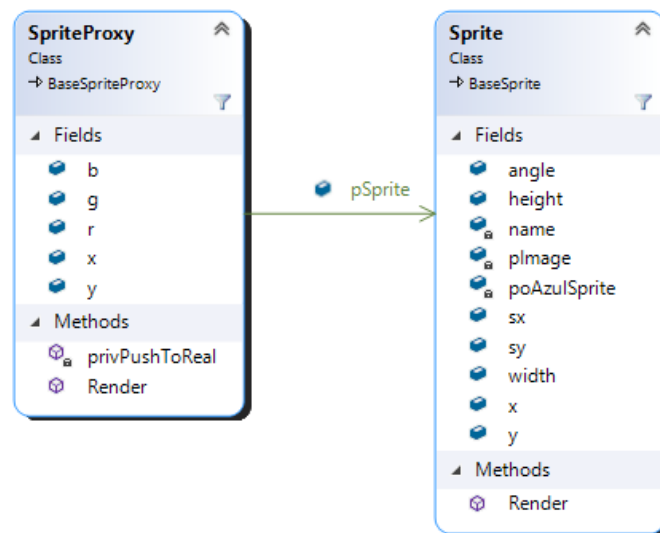 SpriteProxy
Class
→ BaseSpriteProxy
Fields
b
g
r
x
y
Methods
privPushToReal
Render
pSprite
Sprite
Class
→ BaseSprite
Fields
angle
height
name
pImage
poAzulSprite
sx
sy
width
x
y
Methods
Render